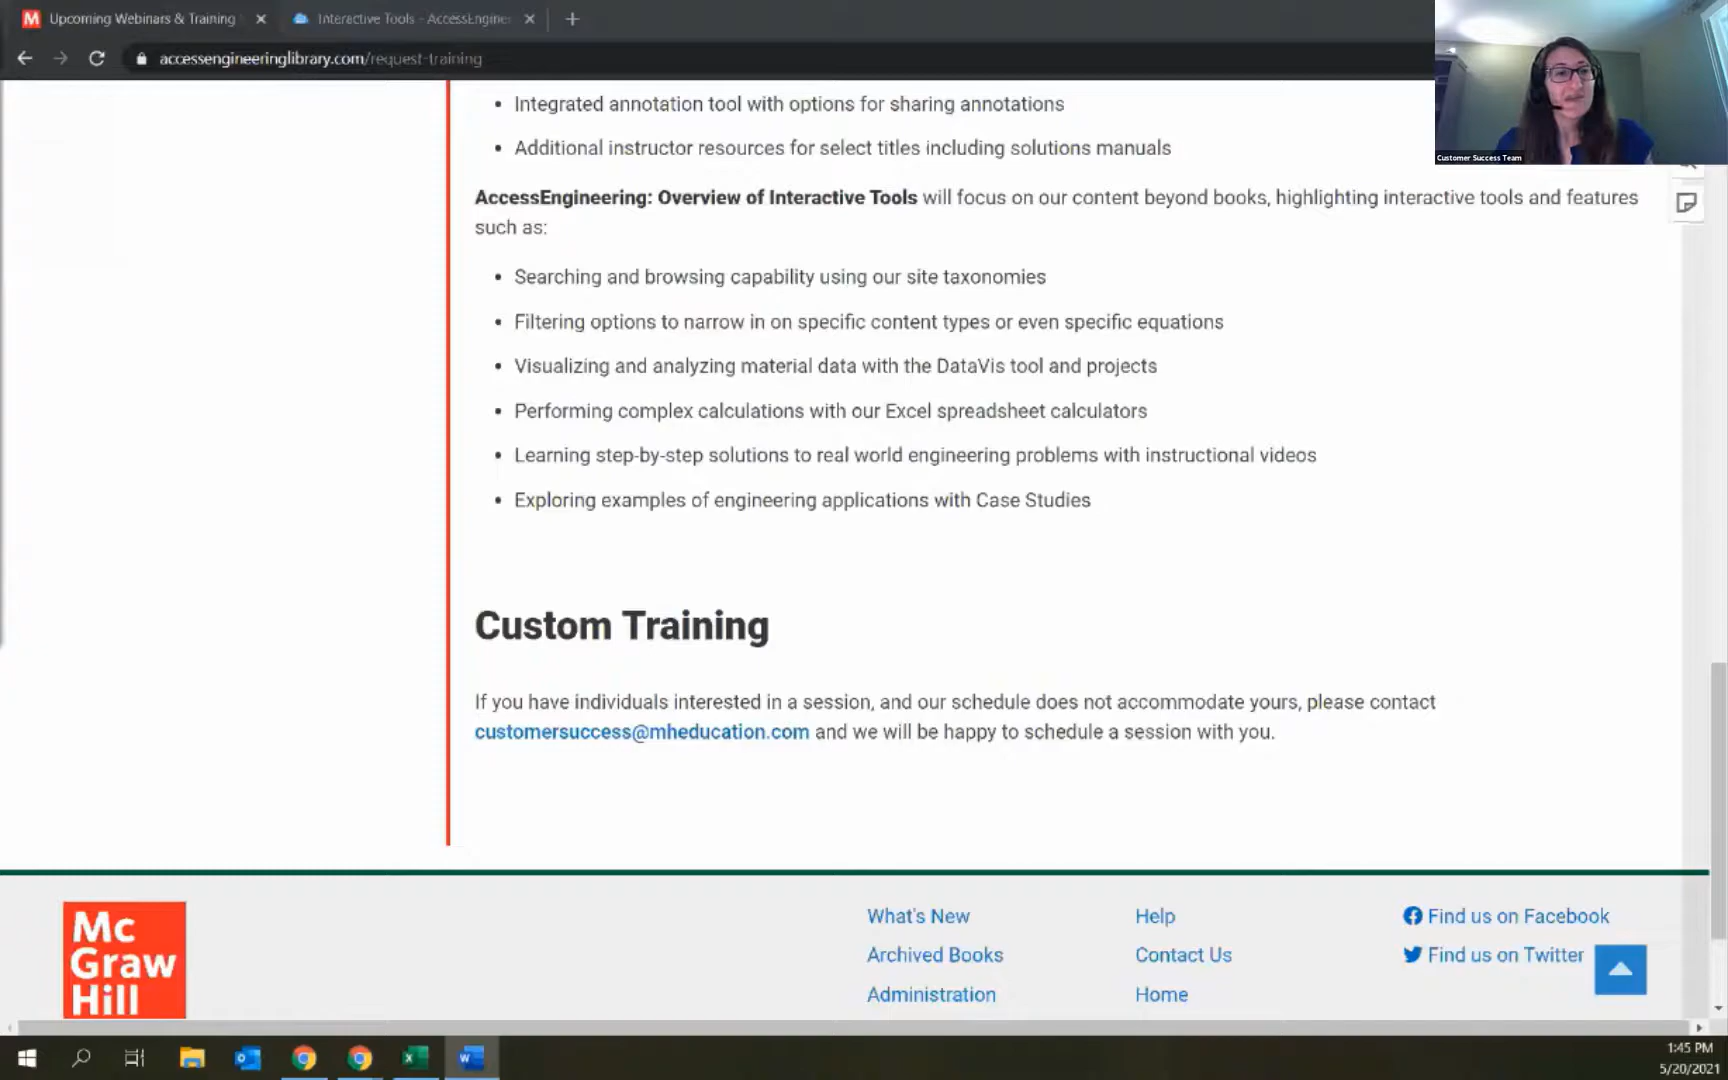 Upcoming Webinars & Training
Interactive Tools - AccessEngine
accessengineeringlibrary.com/request-training
Customer Success Team
• Integrated annotation tool with options for sharing annotations
• Additional instructor resources for select titles including solutions manuals
AccessEngineering: Overview of Interactive Tools will focus on our content beyond books, highlighting interactive tools and features
such as:
• Searching and browsing capability using our site taxonomies
• Filtering options to narrow in on specific content types or even specific equations
• Visualizing and analyzing material data with the DataVis tool and projects
• Performing complex calculations with our Excel spreadsheet calculators
• Learning step-by-step solutions to real world engineering problems with instructional videos
• Exploring examples of engineering applications with Case Studies
Custom Training
If you have individuals interested in a session, and our schedule does not accommodate yours, please contact
customersuccess@mheducation.com and we will be happy to schedule a session with you.
Mc
Graw
Hill
What's New
Archived Books
Administration
Help
Contact Us
Home
Find us on Facebook
Find us on Twitter
1:45 PM
5/20/2021